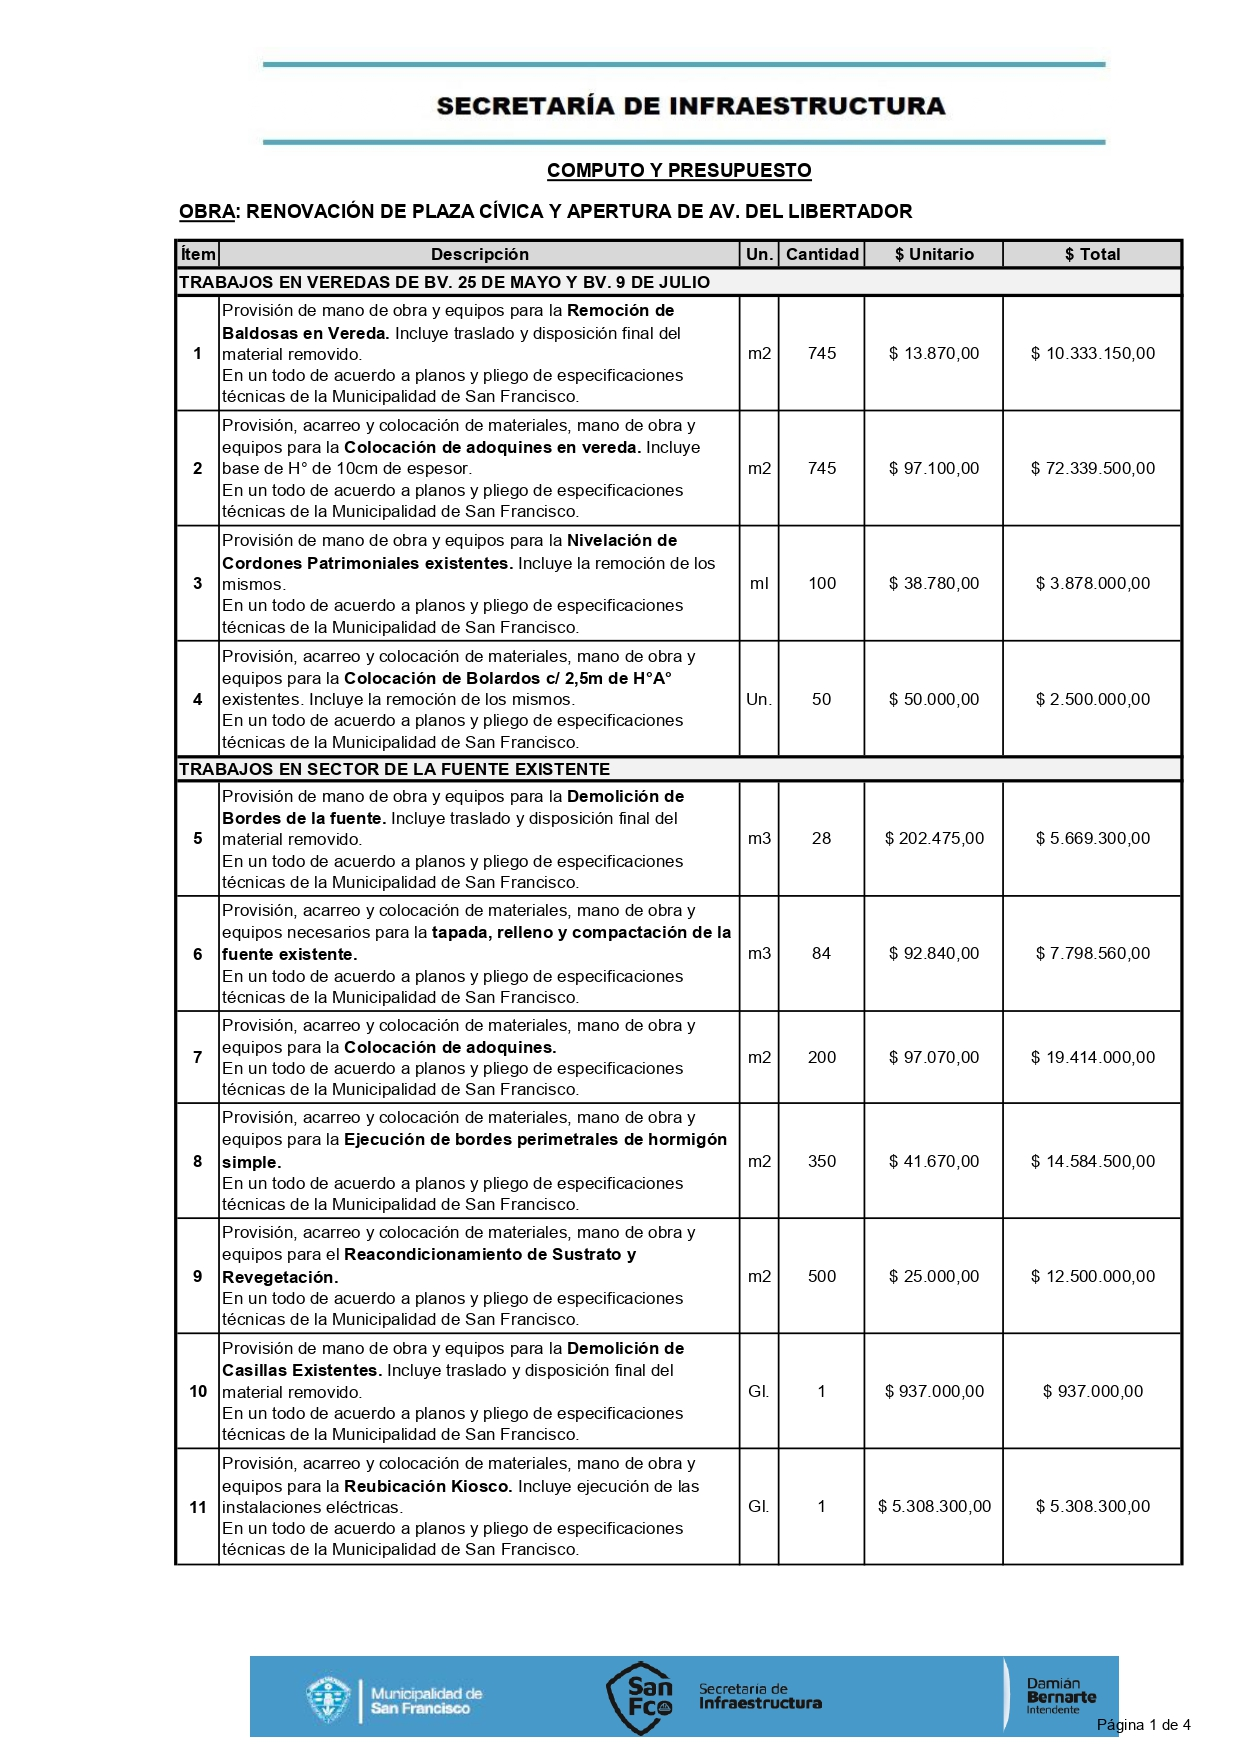 SECRETARÍA DE INFRAESTRUCTURA
COMPUTO Y PRESUPUESTO
OBRA: RENOVACIÓN DE PLAZA CÍVICA Y APERTURA DE AV. DEL LIBERTADOR
Ítem Descripción Un. Cantidad $ Unitario $ Total
TRABAJOS EN VEREDAS DE BV. 25 DE MAYO Y BV. 9 DE JULIO
Provisión de mano de obra y equipos para la Remoción de
Baldosas en Vereda. Incluye traslado y disposición final del
1 material removido. m2 745 $ 13.870,00 $ 10.333.150,00
En un todo de acuerdo a planos y pliego de especificaciones
técnicas de la Municipalidad de San Francisco.
Provisión, acarreo y colocación de materiales, mano de obra y
equipos para la Colocación de adoquines en vereda. Incluye
2 base de H° de 10cm de espesor. m2 745 $ 97.100,00 $ 72.339.500,00
En un todo de acuerdo a planos y pliego de especificaciones
técnicas de la Municipalidad de San Francisco.
Provisión de mano de obra y equipos para la Nivelación de
Cordones Patrimoniales existentes. Incluye la remoción de los
3 mismos. ml 100 $ 38.780,00 $ 3.878.000,00
En un todo de acuerdo a planos y pliego de especificaciones
técnicas de la Municipalidad de San Francisco.
Provisión, acarreo y colocación de materiales, mano de obra y
equipos para la Colocación de Bolardos c/ 2,5m de H°A°
4 existentes. Incluye la remoción de los mismos. Un. 50 $ 50.000,00 $ 2.500.000,00
En un todo de acuerdo a planos y pliego de especificaciones
técnicas de la Municipalidad de San Francisco.
TRABAJOS EN SECTOR DE LA FUENTE EXISTENTE
Provisión de mano de obra y equipos para la Demolición de
Bordes de la fuente. Incluye traslado y disposición final del
5 material removido. m3 28 $ 202.475,00 $ 5.669.300,00
En un todo de acuerdo a planos y pliego de especificaciones
técnicas de la Municipalidad de San Francisco.
Provisión, acarreo y colocación de materiales, mano de obra y
equipos necesarios para la tapada, relleno y compactación de la
6 fuente existente. m3 84 $ 92.840,00 $ 7.798.560,00
En un todo de acuerdo a planos y pliego de especificaciones
técnicas de la Municipalidad de San Francisco.
Provisión, acarreo y colocación de materiales, mano de obra y
equipos para la Colocación de adoquines.
7 En un todo de acuerdo a planos y pliego de especificaciones m2 200 $ 97.070,00 $ 19.414.000,00
técnicas de la Municipalidad de San Francisco.
Provisión, acarreo y colocación de materiales, mano de obra y
equipos para la Ejecución de bordes perimetrales de hormigón
8 simple. m2 350 $ 41.670,00 $ 14.584.500,00
En un todo de acuerdo a planos y pliego de especificaciones
técnicas de la Municipalidad de San Francisco.
Provisión, acarreo y colocación de materiales, mano de obra y
equipos para el Reacondicionamiento de Sustrato y
9 Revegetación. m2 500 $ 25.000,00 $ 12.500.000,00
En un todo de acuerdo a planos y pliego de especificaciones
técnicas de la Municipalidad de San Francisco.
Provisión de mano de obra y equipos para la Demolición de
Casillas Existentes. Incluye traslado y disposición final del
10 material removido. Gl. 1 $ 937.000,00 $ 937.000,00
En un todo de acuerdo a planos y pliego de especificaciones
técnicas de la Municipalidad de San Francisco.
Provisión, acarreo y colocación de materiales, mano de obra y
equipos para la Reubicación Kiosco. Incluye ejecución de las
11 instalaciones eléctricas. Gl. 1 $ 5.308.300,00 $ 5.308.300,00
En un todo de acuerdo a planos y pliego de especificaciones
técnicas de la Municipalidad de San Francisco.
Municipalidad de
San Francisco
San
Fco
Secretaría de
Infraestructura
Damián
Bernarte
Intendente
Página 1 de 4